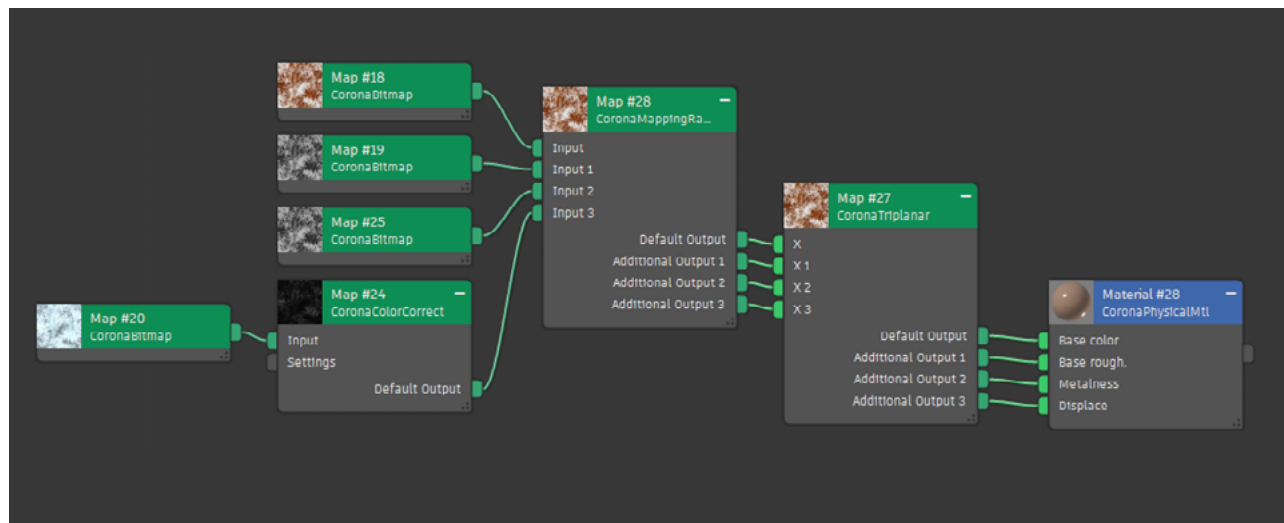 Map #18
CoronaBitmap
Map #19
CoronaBitmap
Map #25
CoronaBitmap
Map #24
CoronaColorCorrect
Input
Settings
Default Output
Map #20
CoronaBitmap
Map #28
CoronaMappingRa...
Input
Input 1
Input 2
Input 3
Default Output
Additional Output 1
Additional Output 2
Additional Output 3
Map #27
CoronaTriplanar
X
X 1
X 2
X 3
Default Output
Additional Output 1
Additional Output 2
Additional Output 3
Material #28
CoronaPhysicalMtl
Base color
Base rough.
Metalness
Displace